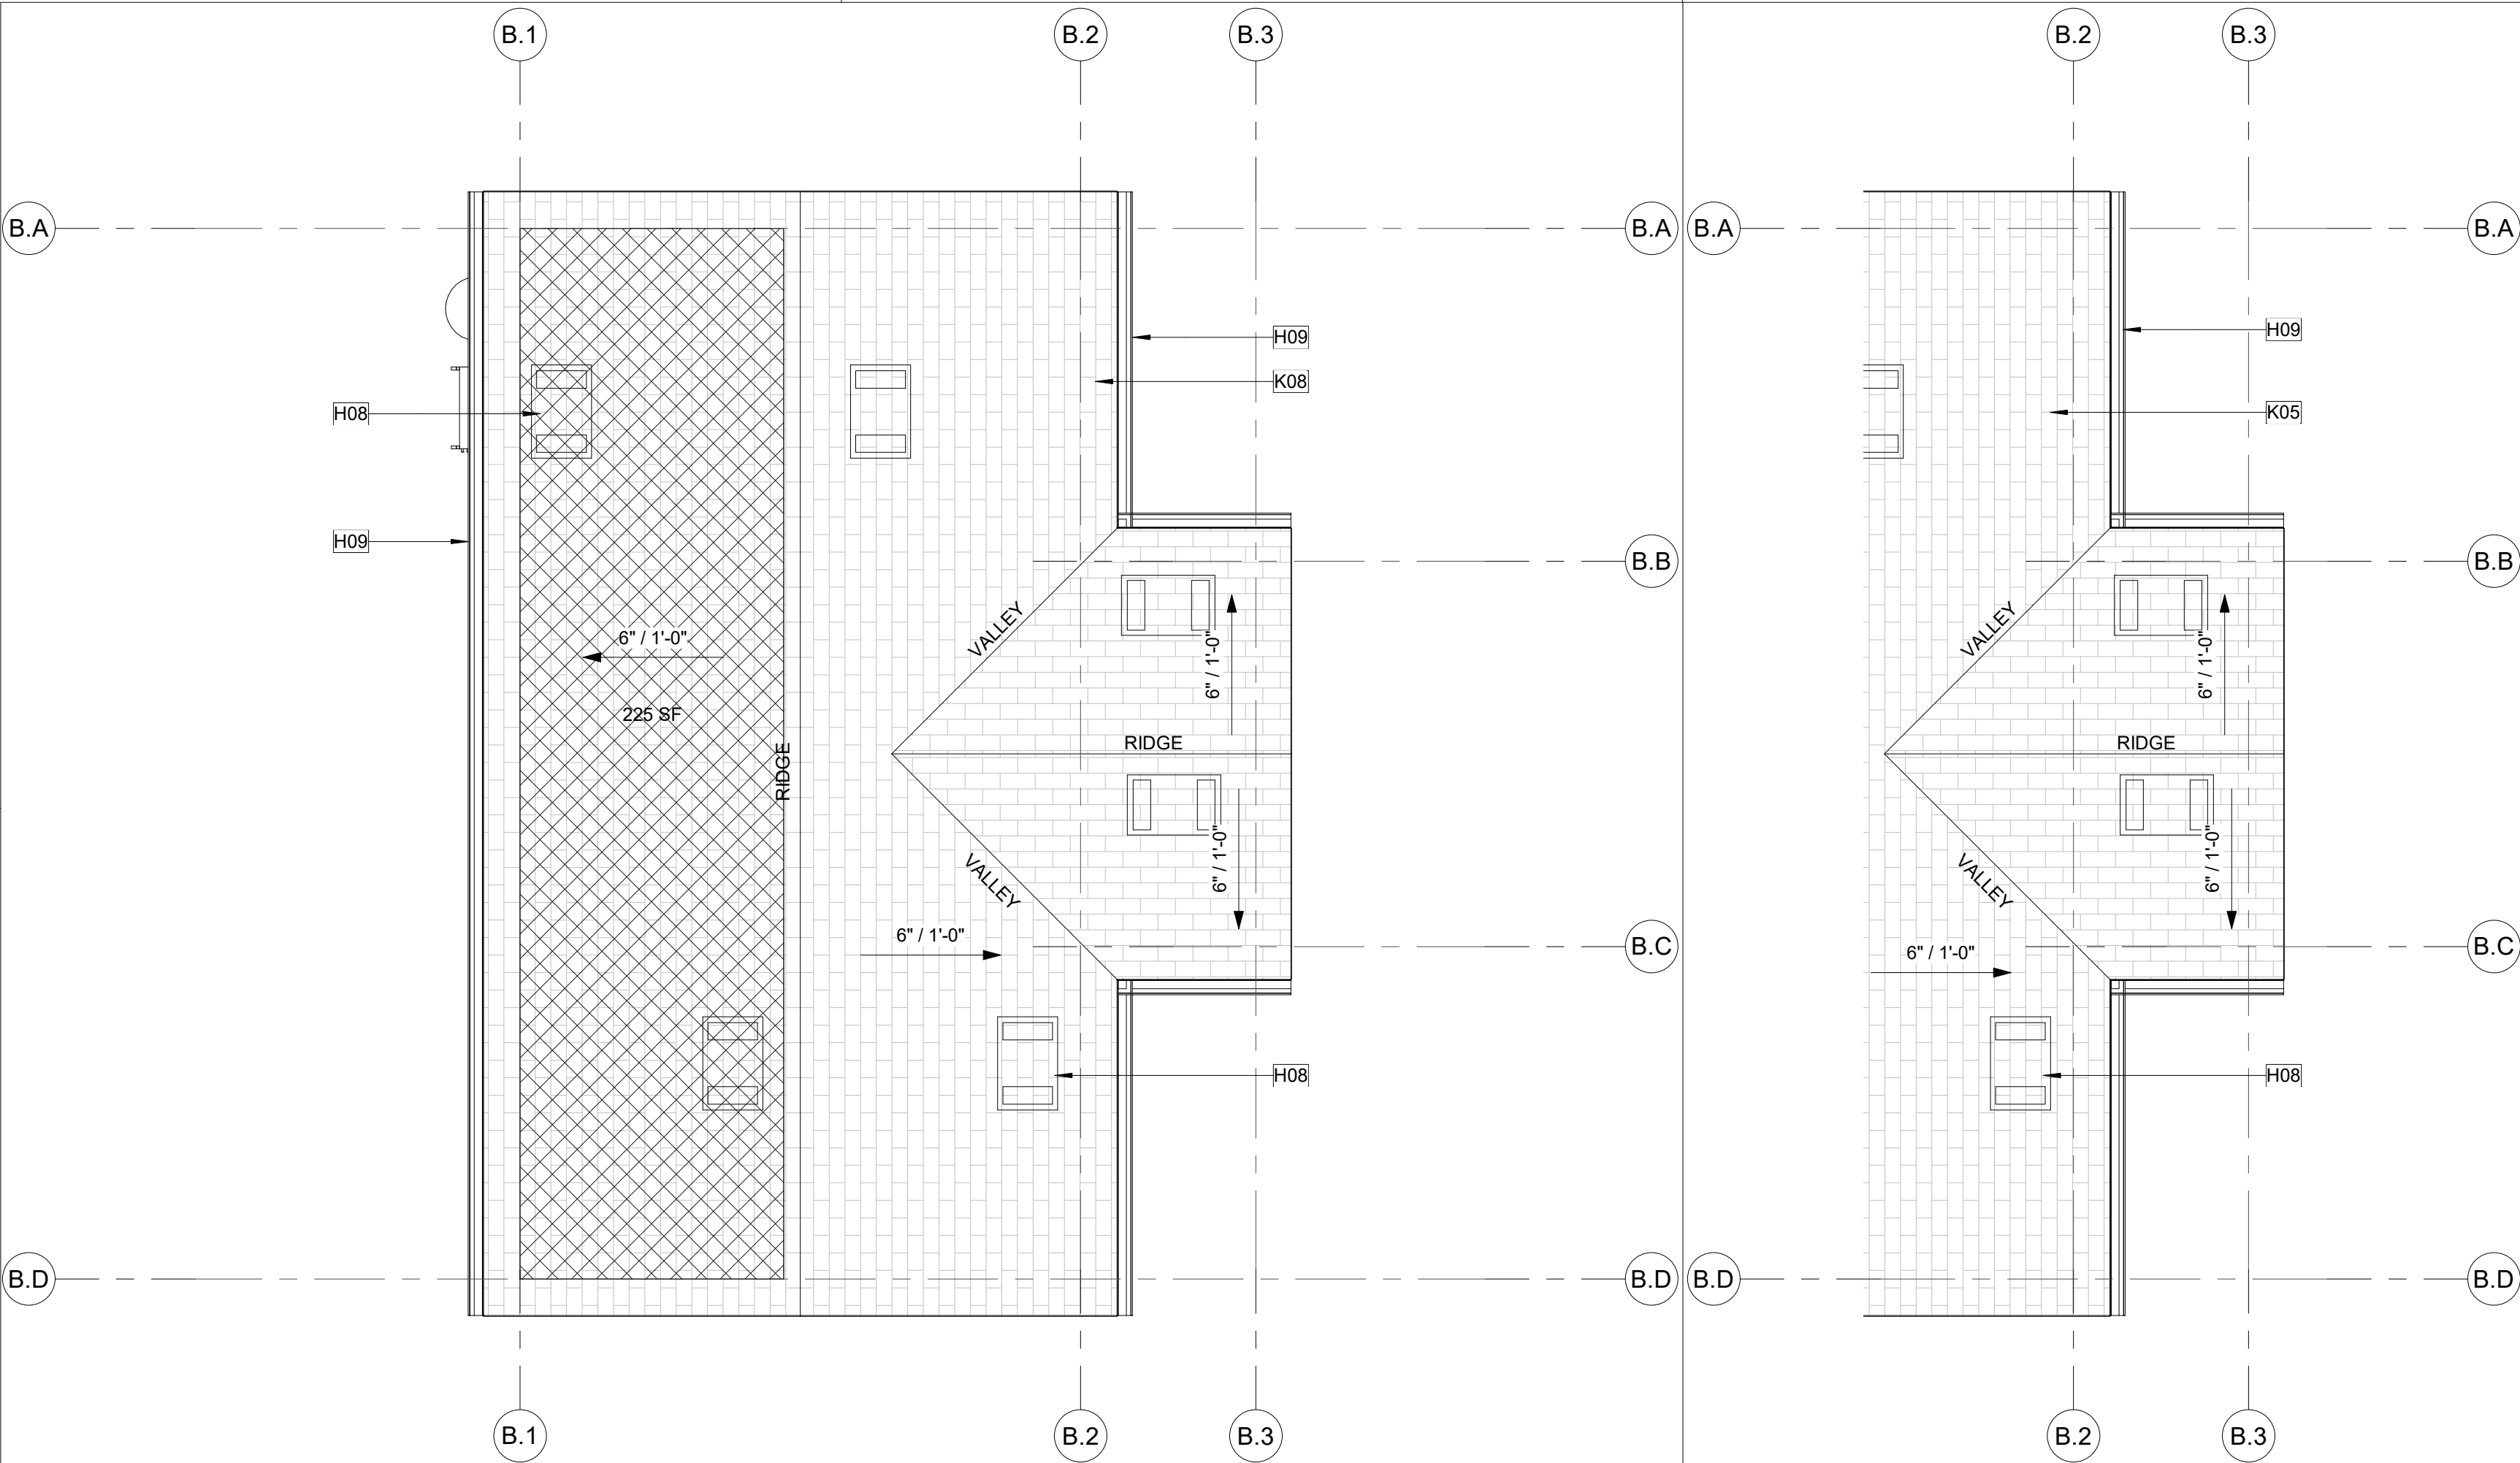 B.1
B.2
B.3
B.2
B.3
B.A
B.A
B.A
B.A
H09
H09
K08
H08
K05
H09
B.B
B.B
VALLEY
6" / 1'-0"
6" / 1'-0"
VALLEY
6" / 1'-0"
225 SF
RIDGE
RIDGE
RIDGE
VALLEY
6" / 1'-0"
VALLEY
6" / 1'-0"
6" / 1'-0"
6" / 1'-0"
B.C
B.C
H08
H08
B.D
B.D
B.D
B.D
B.1
B.2
B.3
B.2
B.3